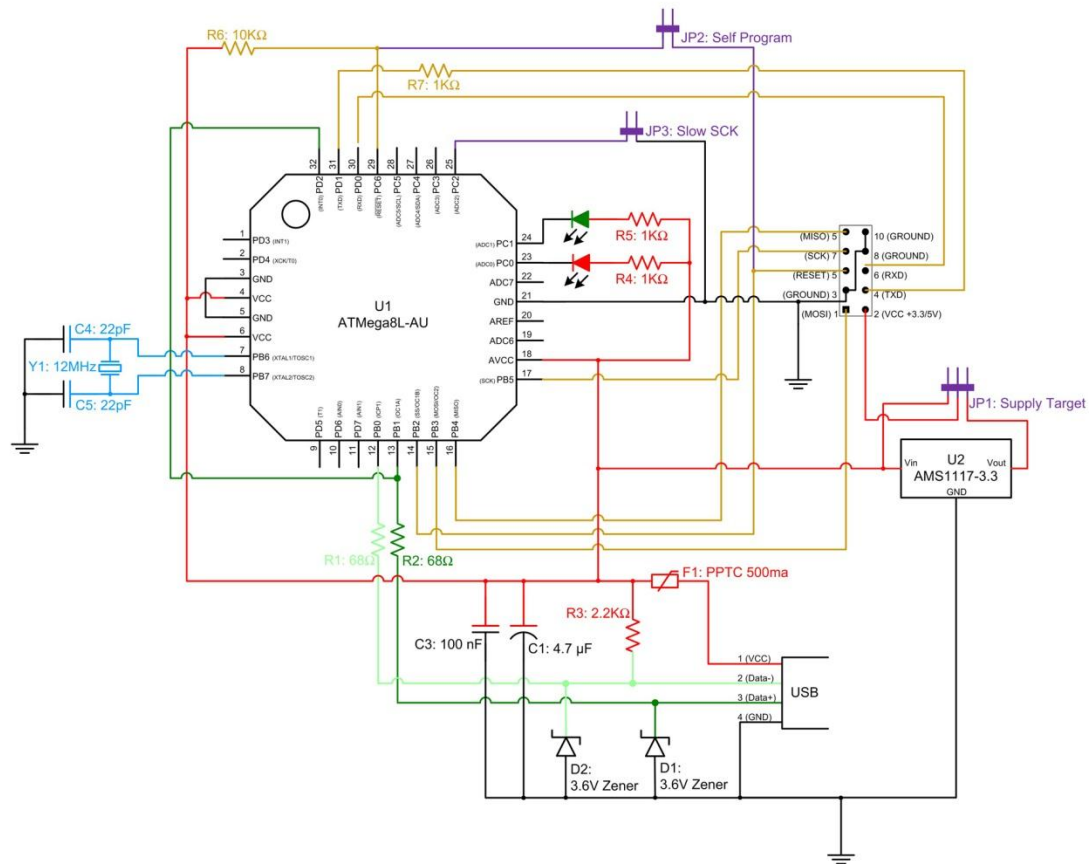 R6: 10KΩ
JP2: Self Program
R7: 1KΩ
JP3: Slow SCK
32 31 30 29 28 27 26 25
PD2 (INT0)
PD1 (TXD)
PD0 (RXD)
PC6 (RESET)
PC5 (ADC5/SCL)
PC4 (ADC4/SDA)
PC3 (ADC3)
PC2 (ADC2)
1 PD3 (INT1)
2 PD4 (XCK/T0)
3 GND
4 VCC
5 GND
6 VCC
7 PB6 (XTAL1/TOSC1)
8 PB7 (XTAL2/TOSC2)
U1
ATMega8L-AU
(ADC1) PC1 24
(ADC0) PC0 23
ADC7 22
GND 21
AREF 20
ADC6 19
AVCC 18
(SCK) PB5 17
R5: 1KΩ
R4: 1KΩ
(MISO) 5
10 (GROUND)
(SCK) 7
8 (GROUND)
(RESET) 5
6 (RXD)
(GROUND) 3
4 (TXD)
(MOSI) 1
2 (VCC +3.3/5V)
C4: 22pF
Y1: 12MHz
C5: 22pF
PD5 (T1)
PD6 (AIN0)
PD7 (AIN1)
PB0 (ICP1)
PB1 (OC1A)
PB2 (SS/OC1B)
PB3 (MOSI/OC2)
PB4 (MISO)
9 10 11 12 13 14 15 16
JP1: Supply Target
Vin
U2
Vout
AMS1117-3.3
GND
R1: 68Ω
R2: 68Ω
F1: PPTC 500ma
R3: 2.2KΩ
C3: 100 nF
C1: 4.7 µF
1 (VCC)
2 (Data-)
3 (Data+)
4 (GND)
USB
D2:
3.6V Zener
D1:
3.6V Zener